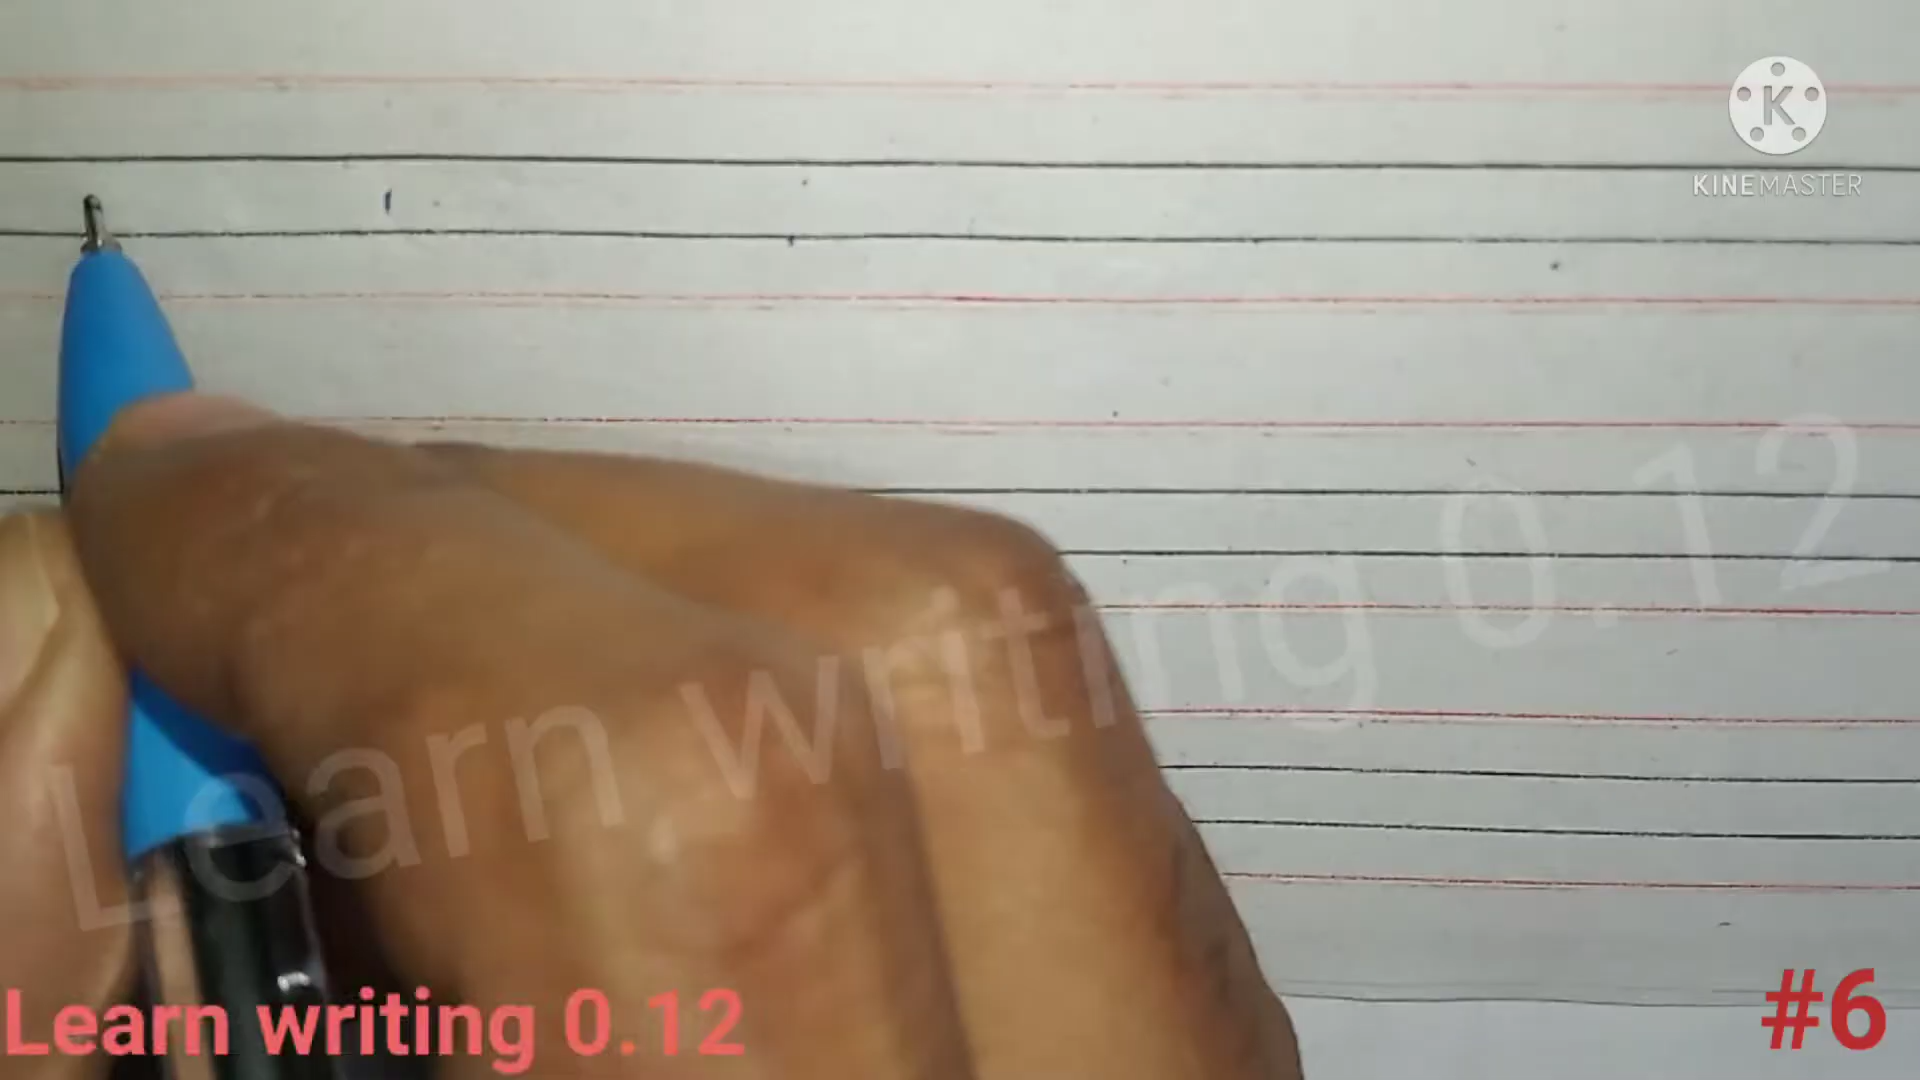 K
KINEMASTER
Learn writing 0.12
Learn writing 0.12
#6